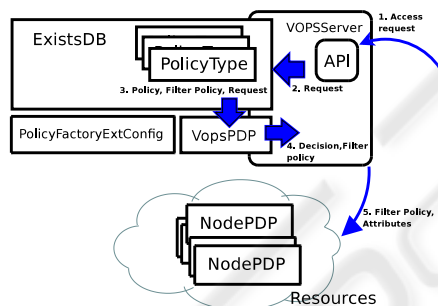 VOPSServer
1. Access
request
ExistsDB
API
PolicyType
2. Request
3. Policy, Filter Policy, Request
PolicyFactoryExtConfig
VopsPDP
4. Decision,Filter
policy
5. Filter Policy,
Attributes
NodePDP
NodePDP
Resources